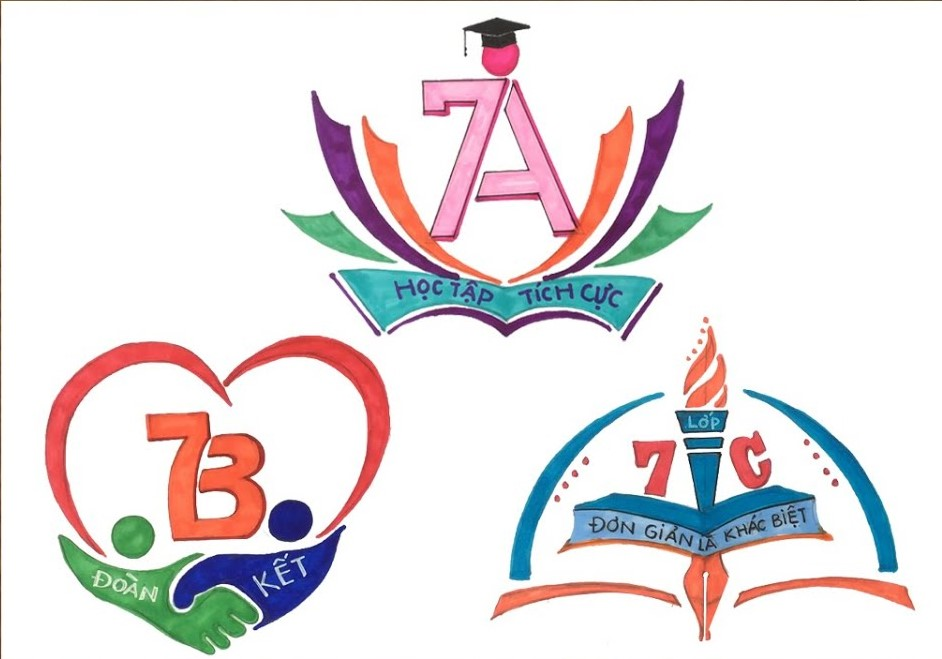 7A
HỌC TẬP TÍCH CỰC
7B
ĐOÀN KẾT
LỚP
7 C
ĐƠN GIẢN LÀ KHÁC BIỆT